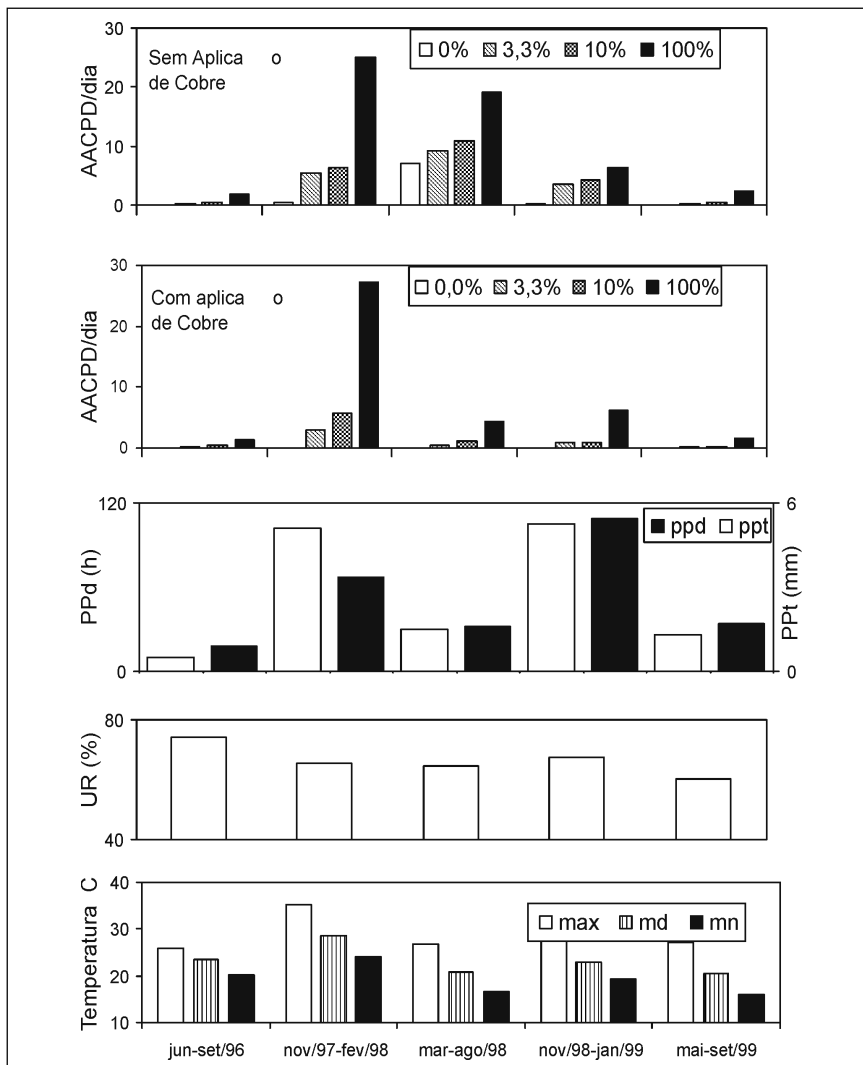 30
20
10
0
AACPD/dia
Sem Aplica o
de Cobre
0% 3,3% 10% 100%
30
20
10
0
AACPD/dia
Com aplica o
de Cobre
0,0% 3,3% 10% 100%
120
0
PPd (h)
ppd ppt
6
0
PPt (mm)
80
40
UR (%)
40
30
20
10
Temperatura C
max md mn
jun-set/96 nov/97-fev/98 mar-ago/98 nov/98-jan/99 mai-set/99